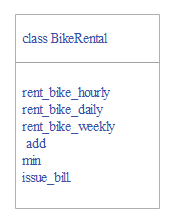 class BikeRental
rent_bike_hourly
rent_bike_daily
rent_bike_weekly
add
min
issue_bill.